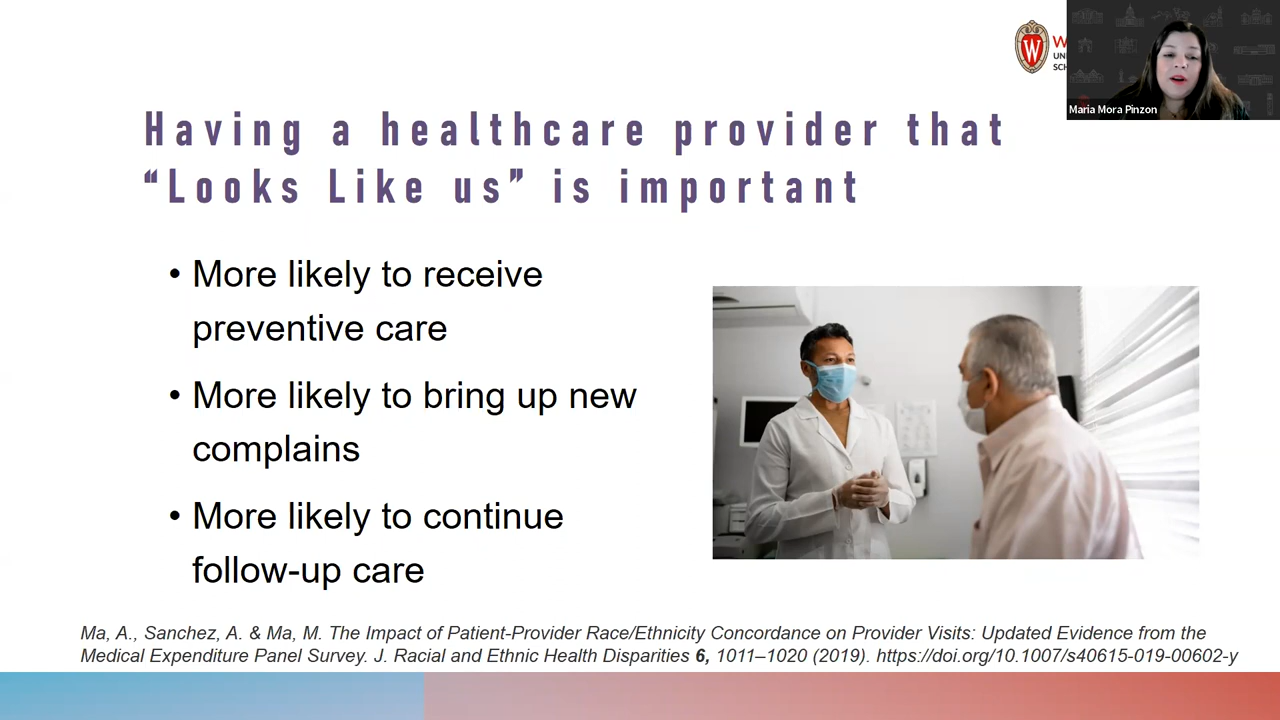 W
UN
SCH
Maria Mora Pinzon
Having a healthcare provider that
“Looks Like us” is important
• More likely to receive
preventive care
• More likely to bring up new
complains
• More likely to continue
follow-up care
Ma, A., Sanchez, A. & Ma, M. The Impact of Patient-Provider Race/Ethnicity Concordance on Provider Visits: Updated Evidence from the
Medical Expenditure Panel Survey. J. Racial and Ethnic Health Disparities 6, 1011–1020 (2019). https://doi.org/10.1007/s40615-019-00602-y